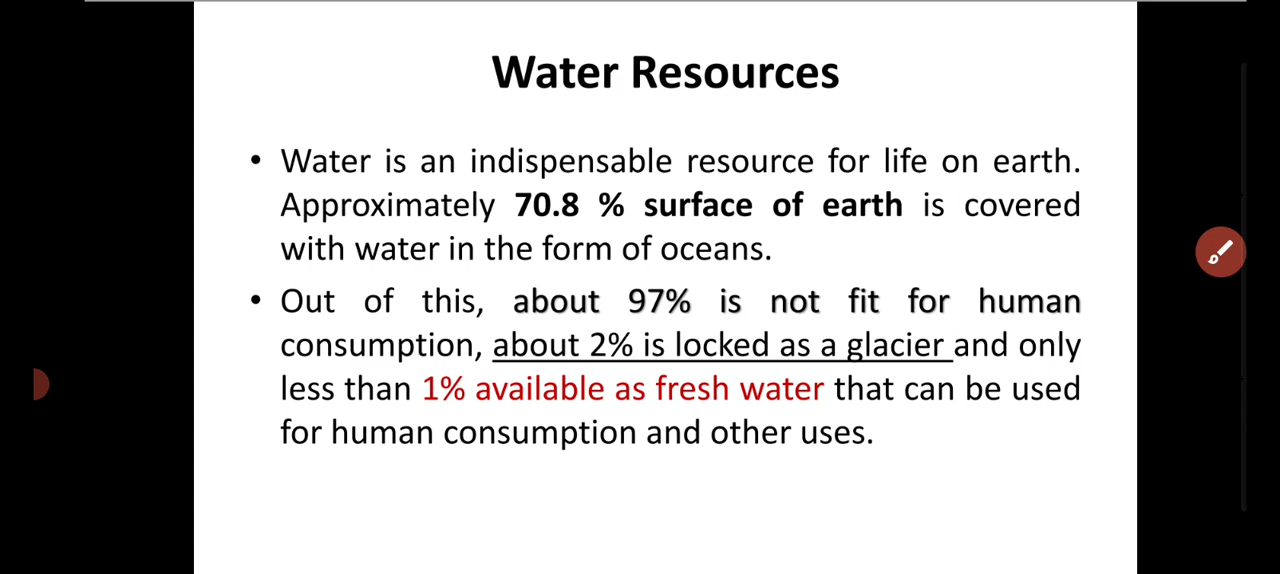 Water Resources
• Water is an indispensable resource for life on earth.
Approximately 70.8 % surface of earth is covered
with water in the form of oceans.
• Out of this, about 97% is not fit for human
consumption, about 2% is locked as a glacier and only
less than 1% available as fresh water that can be used
for human consumption and other uses.